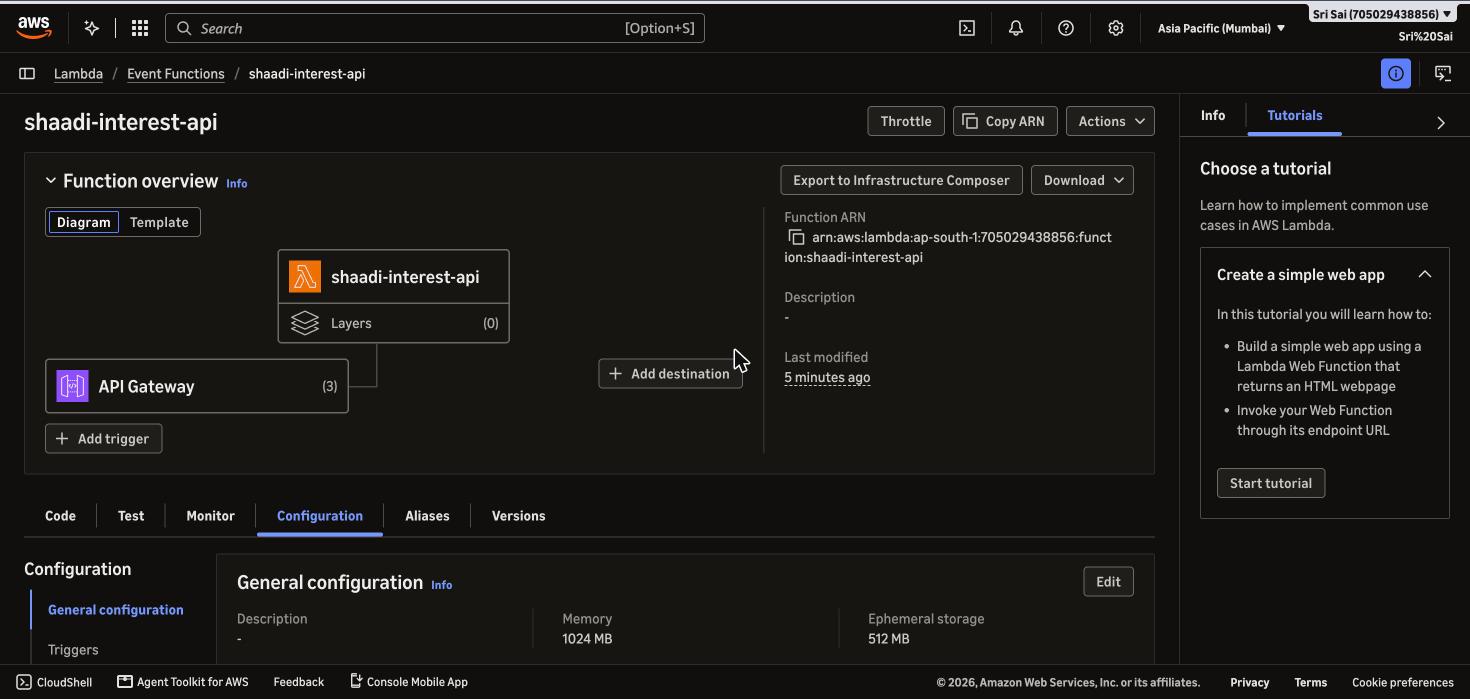 aws
Search [Option+S]
Asia Pacific (Mumbai)
Sri Sai (705029438856)
Sri%20Sai
Lambda / Event Functions / shaadi-interest-api
shaadi-interest-api
Throttle
Copy ARN
Actions
Function overview Info
Export to Infrastructure Composer
Download
Diagram
Template
shaadi-interest-api
Layers (0)
API Gateway (3)
+ Add trigger
+ Add destination
Function ARN
arn:aws:lambda:ap-south-1:705029438856:funct
ion:shaadi-interest-api
Description
-
Last modified
5 minutes ago
Code
Test
Monitor
Configuration
Aliases
Versions
Configuration
General configuration
Triggers
General configuration Info
Edit
Description
-
Memory
1024 MB
Ephemeral storage
512 MB
Info
Tutorials
Choose a tutorial
Learn how to implement common use
cases in AWS Lambda.
Create a simple web app
In this tutorial you will learn how to:
• Build a simple web app using a
Lambda Web Function that
returns an HTML webpage
• Invoke your Web Function
through its endpoint URL
Start tutorial
CloudShell
Agent Toolkit for AWS
Feedback
Console Mobile App
© 2026, Amazon Web Services, Inc. or its affiliates.
Privacy
Terms
Cookie preferences